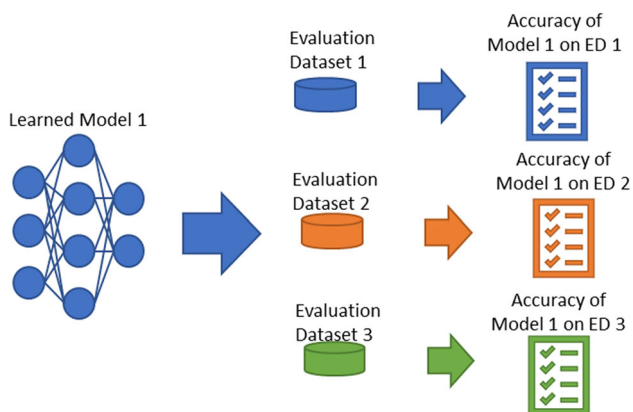 Learned Model 1
Evaluation
Dataset 1
Accuracy of
Model 1 on ED 1
Evaluation
Dataset 2
Accuracy of
Model 1 on ED 2
Evaluation
Dataset 3
Accuracy of
Model 1 on ED 3